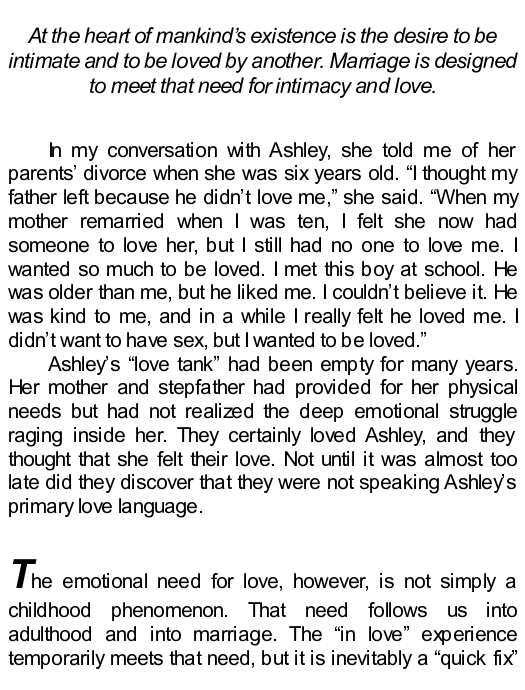 At the heart of mankind’s existence is the desire to be
intimate and to be loved by another. Marriage is designed
to meet that need for intimacy and love.
In my conversation with Ashley, she told me of her
parents’ divorce when she was six years old. “I thought my
father left because he didn’t love me,” she said. “When my
mother remarried when I was ten, I felt she now had
someone to love her, but I still had no one to love me. I
wanted so much to be loved. I met this boy at school. He
was older than me, but he liked me. I couldn’t believe it. He
was kind to me, and in a while I really felt he loved me. I
didn’t want to have sex, but I wanted to be loved.”
Ashley’s “love tank” had been empty for many years.
Her mother and stepfather had provided for her physical
needs but had not realized the deep emotional struggle
raging inside her. They certainly loved Ashley, and they
thought that she felt their love. Not until it was almost too
late did they discover that they were not speaking Ashley’s
primary love language.
The emotional need for love, however, is not simply a
childhood phenomenon. That need follows us into
adulthood and into marriage. The “in love” experience
temporarily meets that need, but it is inevitably a “quick fix”